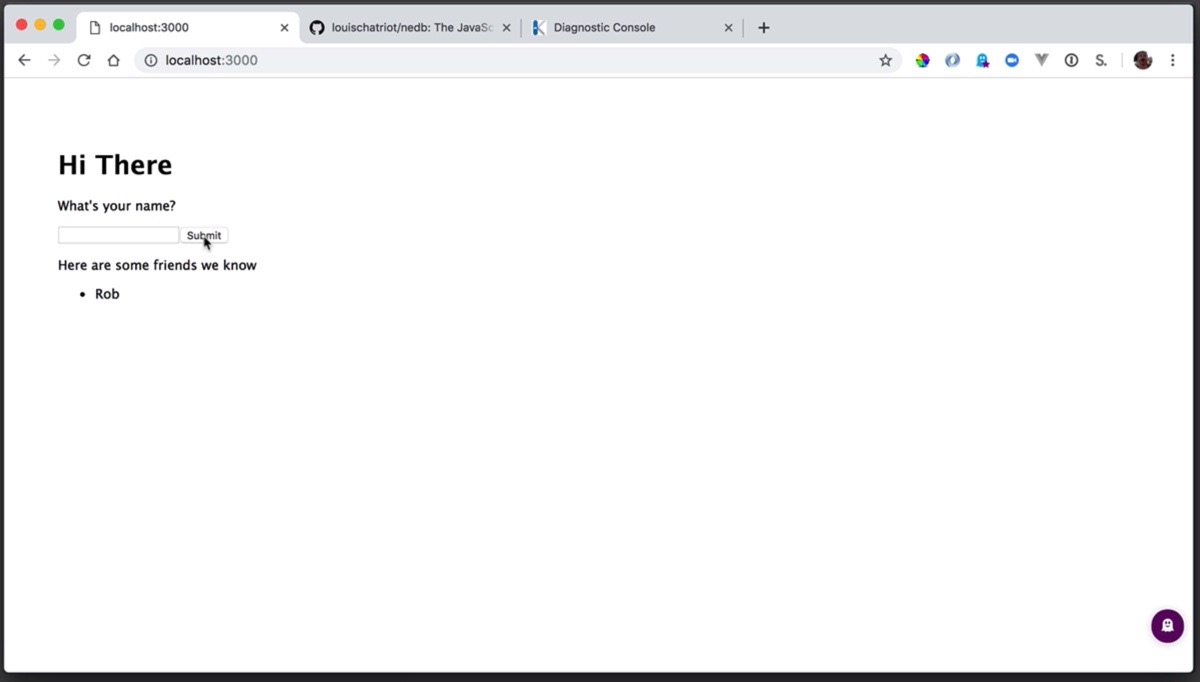 localhost:3000
louischatriot/nedb: The JavaSc
Diagnostic Console
localhost:3000
S.
Hi There
What's your name?
Submit
Here are some friends we know
Rob